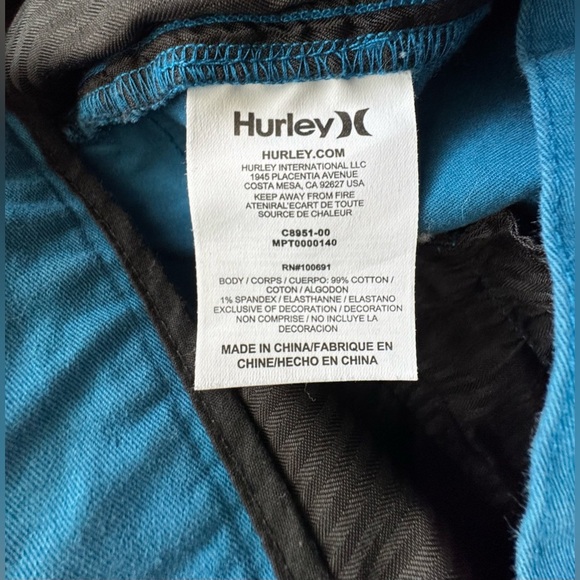 Hurley
HURLEY.COM
HURLEY INTERNATIONAL LLC
1945 PLACENTIA AVENUE
COSTA MESA, CA 92627 USA
KEEP AWAY FROM FIRE
ATENIRAL'ECART DE TOUTE
SOURCE DE CHALEUR
C8951-00
MPT0000140
RN#100691
BODY / CORPS / CUERPO: 99% COTTON /
COTON / ALGODON
1% SPANDEX / ELASTHANNE / ELASTANO
EXCLUSIVE OF DECORATION / DECORATION
NON COMPRISE / NO INCLUYE LA
DECORACION
MADE IN CHINA/FABRIQUE EN
CHINE/HECHO EN CHINA